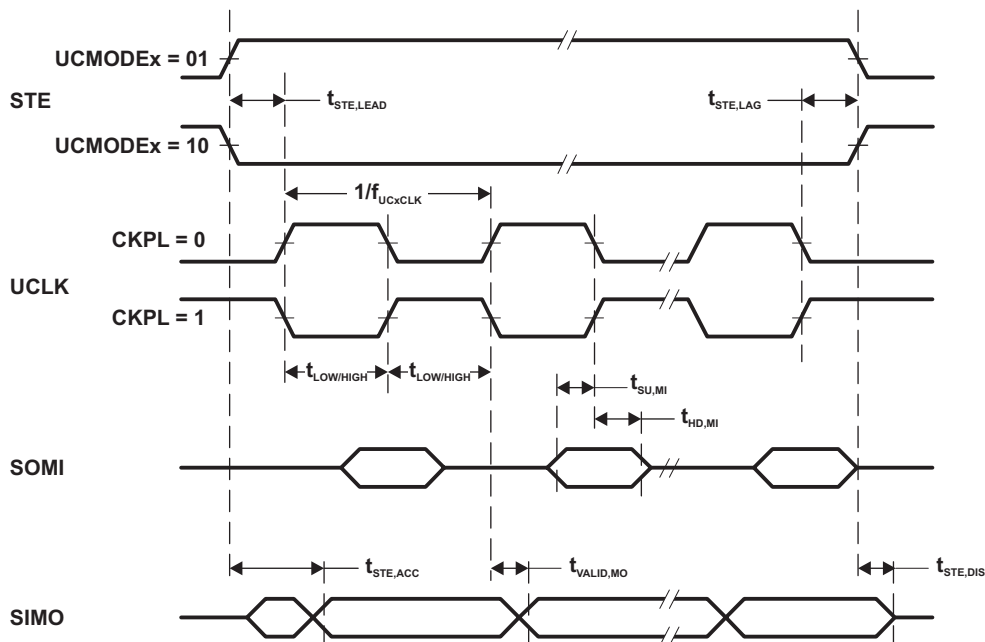 UCMODEx = 01
STE
tSTE,LEAD
tSTE,LAG
UCMODEx = 10
1/fUCxCLK
CKPL = 0
UCLK
CKPL = 1
tLOW/HIGH tLOW/HIGH
tSU,MI
tHD,MI
SOMI
tSTE,ACC tVALID,MO tSTE,DIS
SIMO